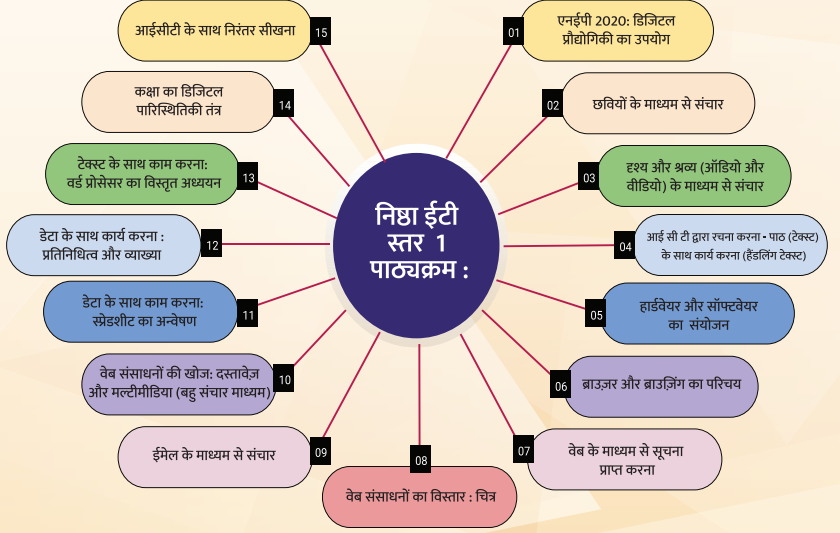 निष्ठा ईटी
स्तर 1
पाठ्यक्रम :
01
एनईपी 2020: डिजिटल
प्रौद्योगिकी का उपयोग
02
छवियों के माध्यम से संचार
03
दृश्य और श्रव्य (ऑडियो और
वीडियो) के माध्यम से संचार
04
आई सी टी द्वारा रचना करना - पाठ (टेक्स्ट)
के साथ कार्य करना (हैंडलिंग टेक्स्ट)
05
हार्डवेयर और सॉफ्टवेयर
का संयोजन
06
ब्राउज़र और ब्राउज़िंग का परिचय
07
वेब के माध्यम से सूचना
प्राप्त करना
08
वेब संसाधनों का विस्तार : चित्र
09
ईमेल के माध्यम से संचार
10
वेब संसाधनों की खोज: दस्तावेज़
और मल्टीमीडिया (बहु संचार माध्यम)
11
डेटा के साथ काम करना:
स्प्रेडशीट का अन्वेषण
12
डेटा के साथ कार्य करना :
प्रतिनिधित्व और व्याख्या
13
टेक्स्ट के साथ काम करना:
वर्ड प्रोसेसर का विस्तृत अध्ययन
14
कक्षा का डिजिटल
पारिस्थितिकी तंत्र
15
आईसीटी के साथ निरंतर सीखना